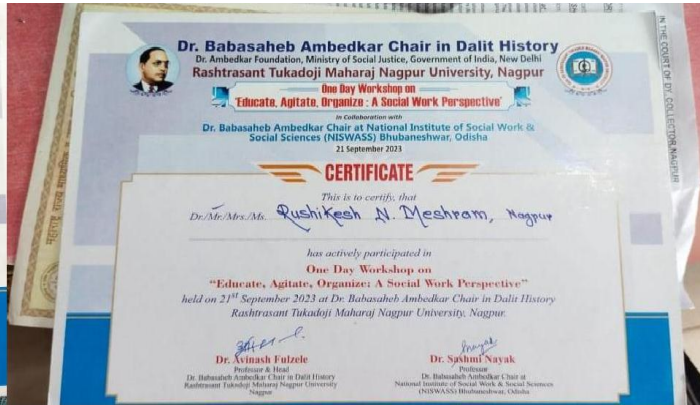 Dr. Babasaheb Ambedkar Chair in Dalit History
Dr. Ambedkar Foundation, Ministry of Social Justice, Government of India, New Delhi
Rashtrasant Tukadoji Maharaj Nagpur University, Nagpur
One Day Workshop on
'Educate, Agitate, Organize : A Social Work Perspective'
In Collaboration with
Dr. Babasaheb Ambedkar Chair at National Institute of Social Work &
Social Sciences (NISWASS) Bhubaneshwar, Odisha
21 September 2023
CERTIFICATE
This is to certify, that
Dr./Mr./Mrs./Ms. Rushikesh N. Meshram, Nagpur
has actively participated in
One Day Workshop on
"Educate, Agitate, Organize: A Social Work Perspective"
held on 21st September 2023 at Dr. Babasaheb Ambedkar Chair in Dalit History
Rashtrasant Tukadoji Maharaj Nagpur University, Nagpur.
Dr. Avinash Fulzele
Professor & Head
Dr. Babasaheb Ambedkar Chair in Dalit History
Rashtrasant Tukadoji Maharaj Nagpur University
Nagpur
Nayak
Dr. Sashmi Nayak
Professor
Dr. Babasaheb Ambedkar Chair at
National Institute of Social Work & Social Sciences
(NISWASS) Bhubaneshwar, Odisha
IN THE COURT OF DY. COLLECTOR NAGPUR
महाराष्ट्र राज्य माध्यमिक